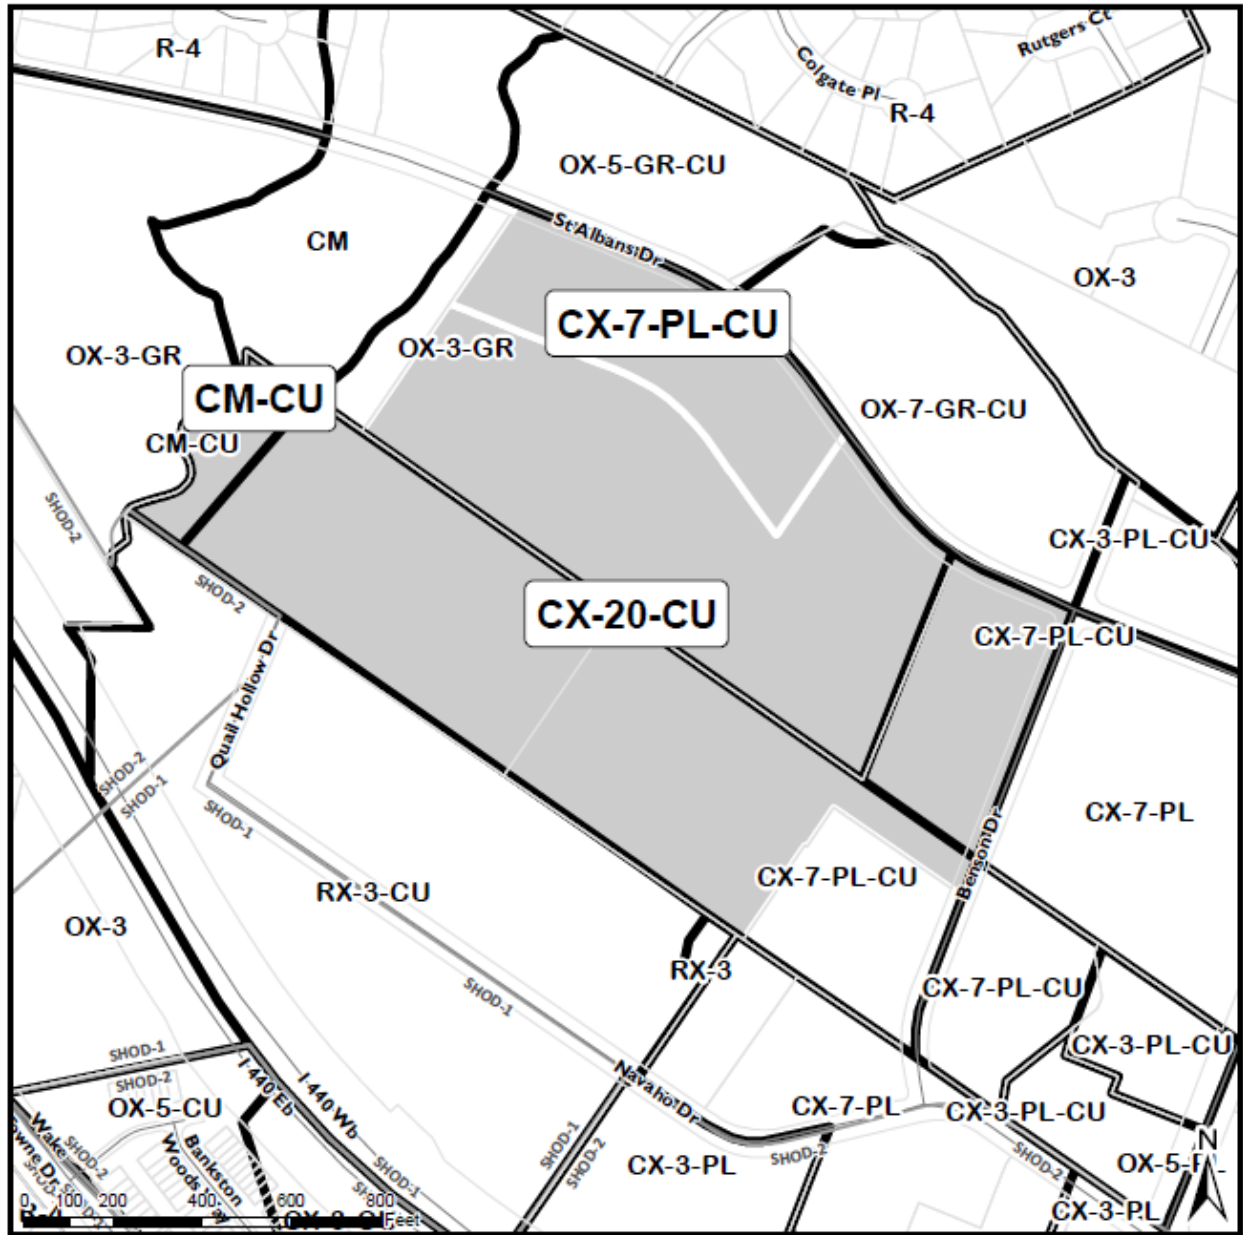 R-4
Rutgers Ct
Colgate Pl
R-4
OX-5-GR-CU
St Albans Dr
CM
OX-3
CX-7-PL-CU
OX-3-GR
OX-3-GR
CM-CU
OX-7-GR-CU
CM-CU
SHOD-2
CX-3-PL-CU
SHOD-2
CX-20-CU
CX-7-PL-CU
Quail Hollow Dr
SHOD-2
SHOD-1
SHOD-1
CX-7-PL
Benson Dr
CX-7-PL-CU
RX-3-CU
OX-3
RX-3
CX-7-PL-CU
SHOD-1
CX-3-PL-CU
SHOD-1
SHOD-2
I-440 Eb
I-440 Wb
Navaho Dr
OX-5-CU
CX-7-PL
CX-3-PL-CU
SHOD-1
SHOD-2
SHOD-2
SHOD-2
CX-3-PL
N
Wake
Towne Dr
SHOD-2
Bankston
Woods Way
SHOD-1
CX-3-PL
0 100 200 400 600 800
Feet